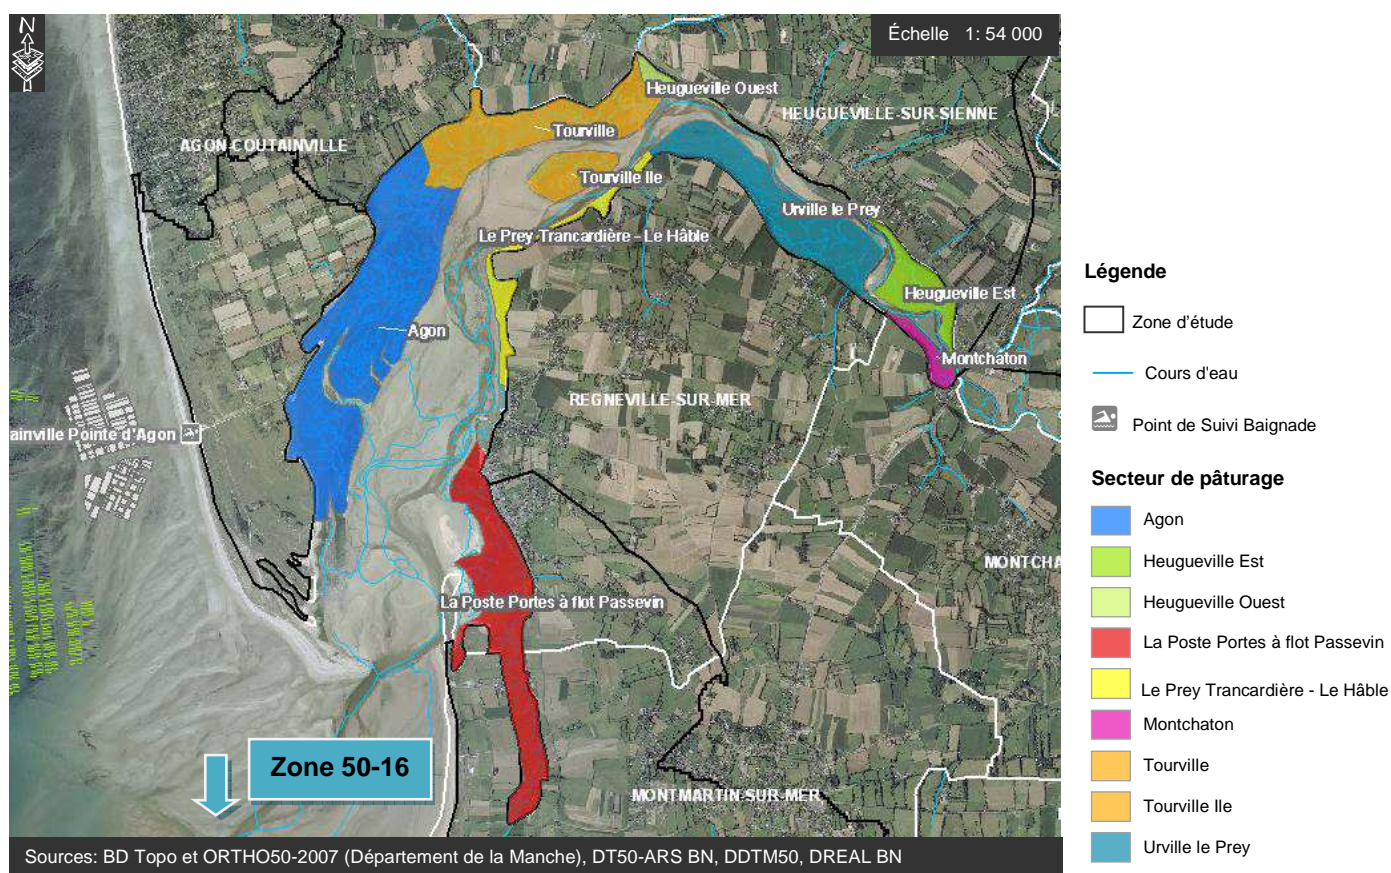 N
Échelle 1: 54 000
Heugueville Ouest
HEUGUEVILLE-SUR-SIENNE
Tourville
AGON-COUTAINVILLE
Tourville Ile
Urville le Prey
Le Prey Trancardière - Le Hâble
Heugueville Est
Agon
Montchaton
REGNEVILLE-SUR-MER
ainville Pointe d'Agon
MONTCHA
La Poste Portes à flot Passevin
Zone 50-16
MONTMARTIN-SUR-MER
Sources: BD Topo et ORTHO50-2007 (Département de la Manche), DT50-ARS BN, DDTM50, DREAL BN
Légende
Zone d'étude
Cours d'eau
Point de Suivi Baignade
Secteur de pâturage
Agon
Heugueville Est
Heugueville Ouest
La Poste Portes à flot Passevin
Le Prey Trancardière - Le Hâble
Montchaton
Tourville
Tourville Ile
Urville le Prey